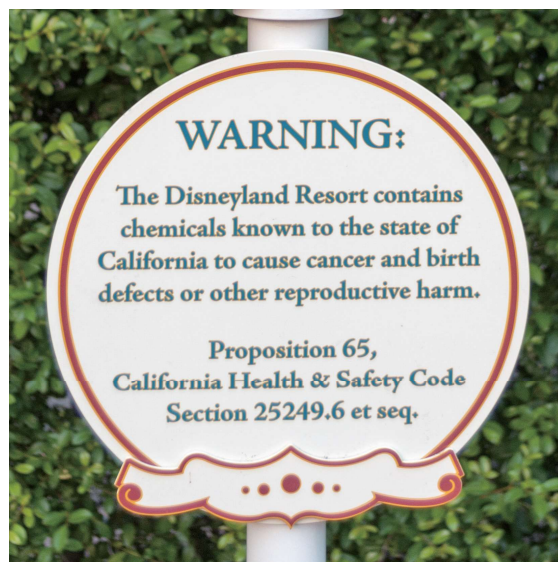 WARNING:
The Disneyland Resort contains
chemicals known to the state of
California to cause cancer and birth
defects or other reproductive harm.
Proposition 65,
California Health & Safety Code
Section 25249.6 et seq.